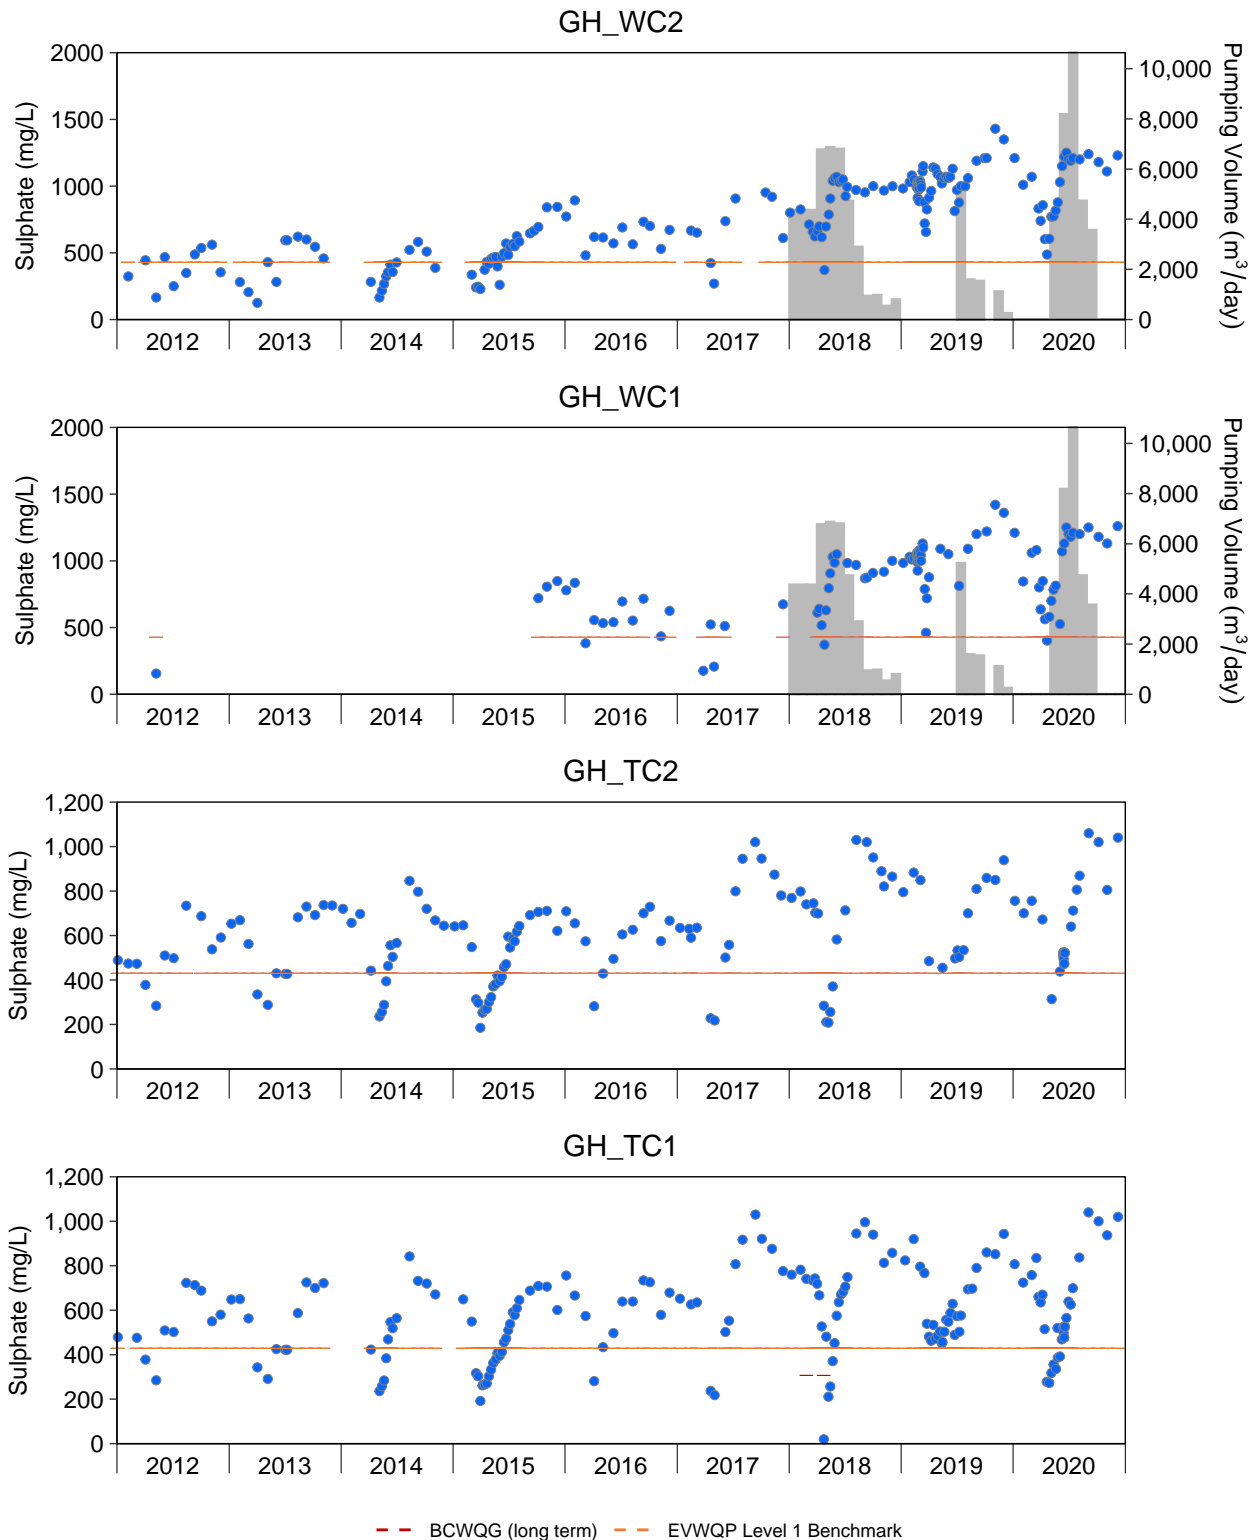 GH_WC2
2000
1500
1000
500
0
Sulphate (mg/L)
10,000
8,000
6,000
4,000
2,000
0
Pumping Volume (m³/day)
2012 2013 2014 2015 2016 2017 2018 2019 2020
GH_WC1
2000
1500
1000
500
0
Sulphate (mg/L)
10,000
8,000
6,000
4,000
2,000
0
Pumping Volume (m³/day)
2012 2013 2014 2015 2016 2017 2018 2019 2020
GH_TC2
1,200
1,000
800
600
400
200
0
Sulphate (mg/L)
2012 2013 2014 2015 2016 2017 2018 2019 2020
GH_TC1
1,200
1,000
800
600
400
200
0
Sulphate (mg/L)
2012 2013 2014 2015 2016 2017 2018 2019 2020
BCWQG (long term) EVWQP Level 1 Benchmark